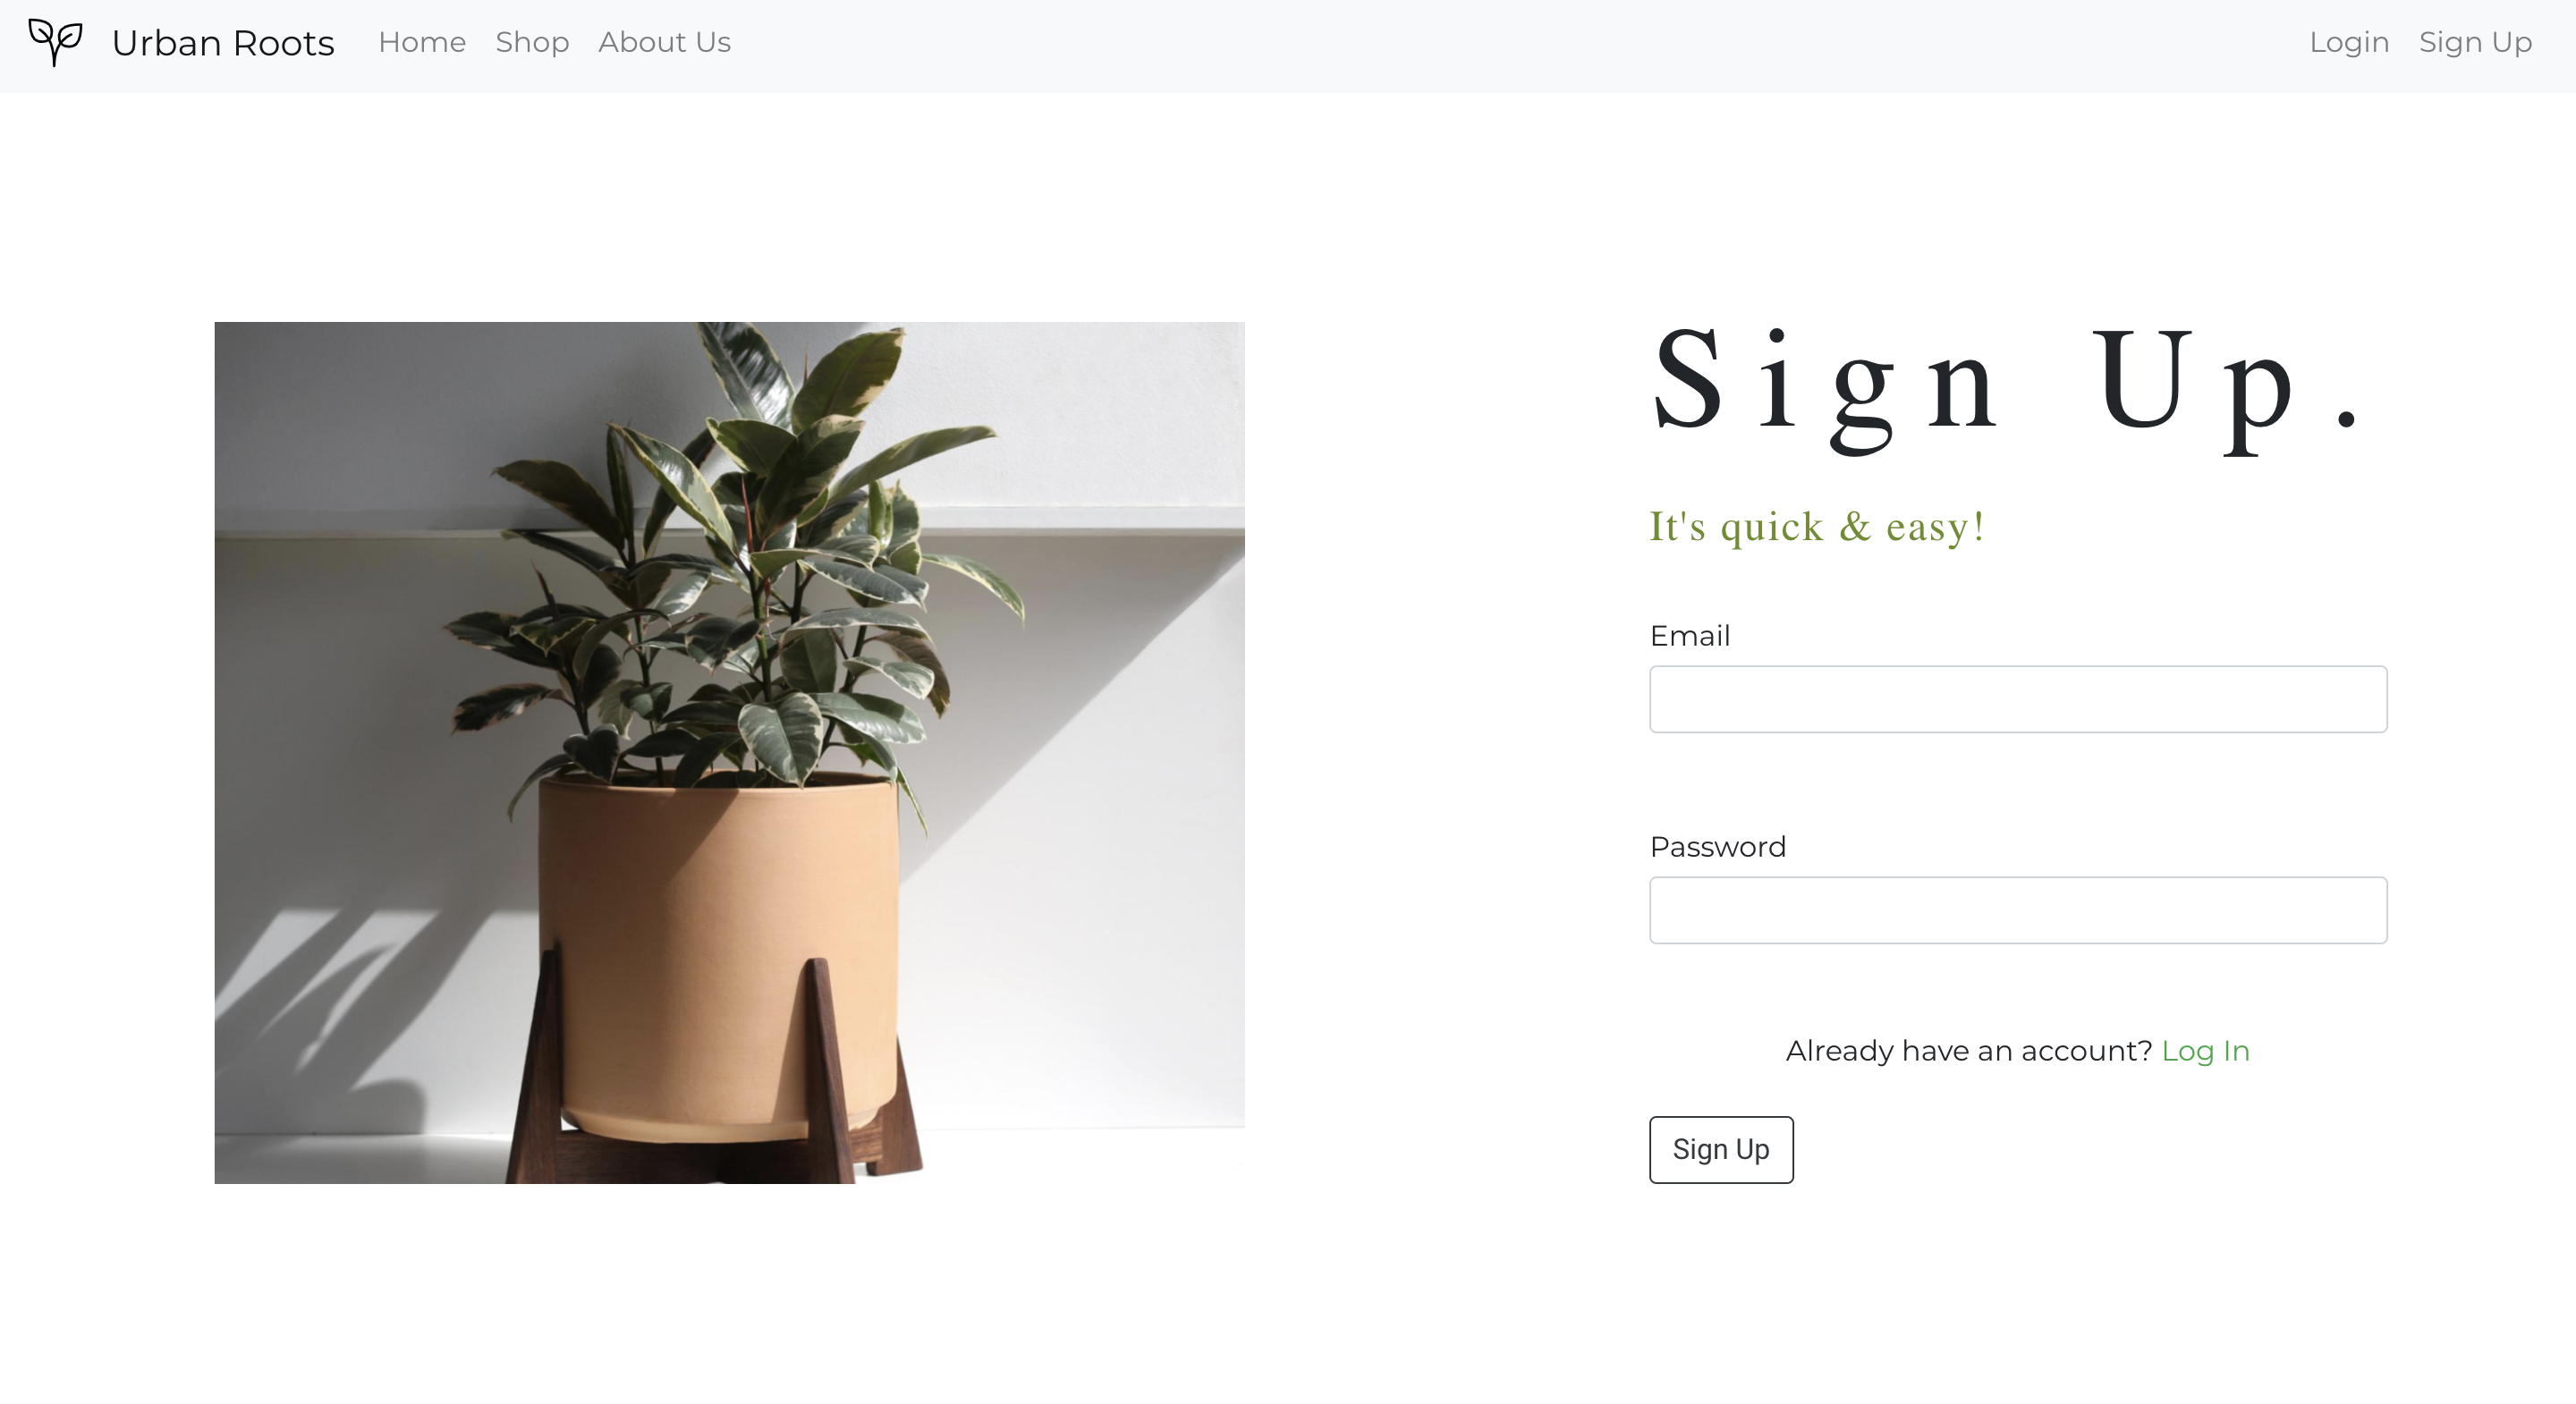 Urban Roots Home Shop About Us Login Sign Up
Sign Up.
It's quick & easy!
Email
Password
Already have an account? Log In
Sign Up